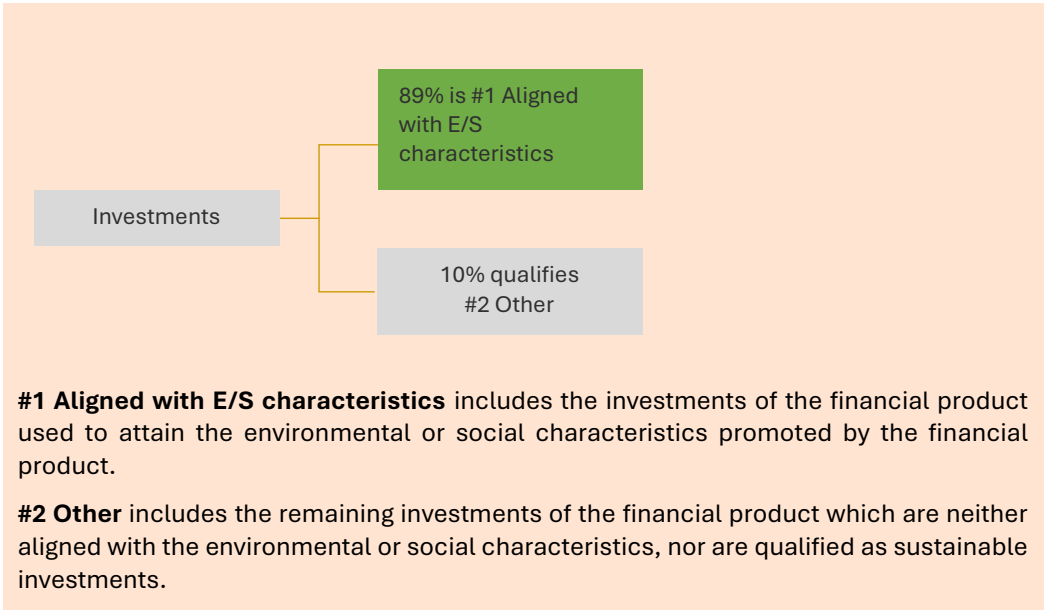 89% is #1 Aligned
with E/S
characteristics
Investments
10% qualifies
#2 Other
#1 Aligned with E/S characteristics includes the investments of the financial product
used to attain the environmental or social characteristics promoted by the financial
product.
#2 Other includes the remaining investments of the financial product which are neither
aligned with the environmental or social characteristics, nor are qualified as sustainable
investments.